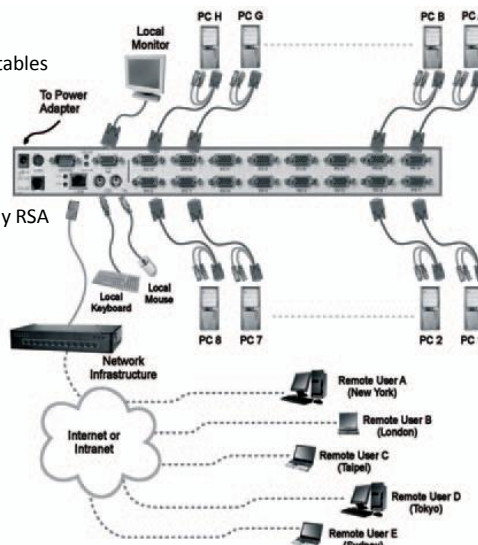 PC H
PC G
PC B
PC
Local
Monitor
tables
To Power
Adapter
y RSA
Local
Keyboard
Local
Mouse
PC 8
PC 7
PC 2
PC
Network
Infrastructure
Internet or
Intranet
Remote User A
(New York)
Remote User B
(London)
Remote User C
(Taipei)
Remote User D
(Tokyo)
Remote User E
(Sydney)